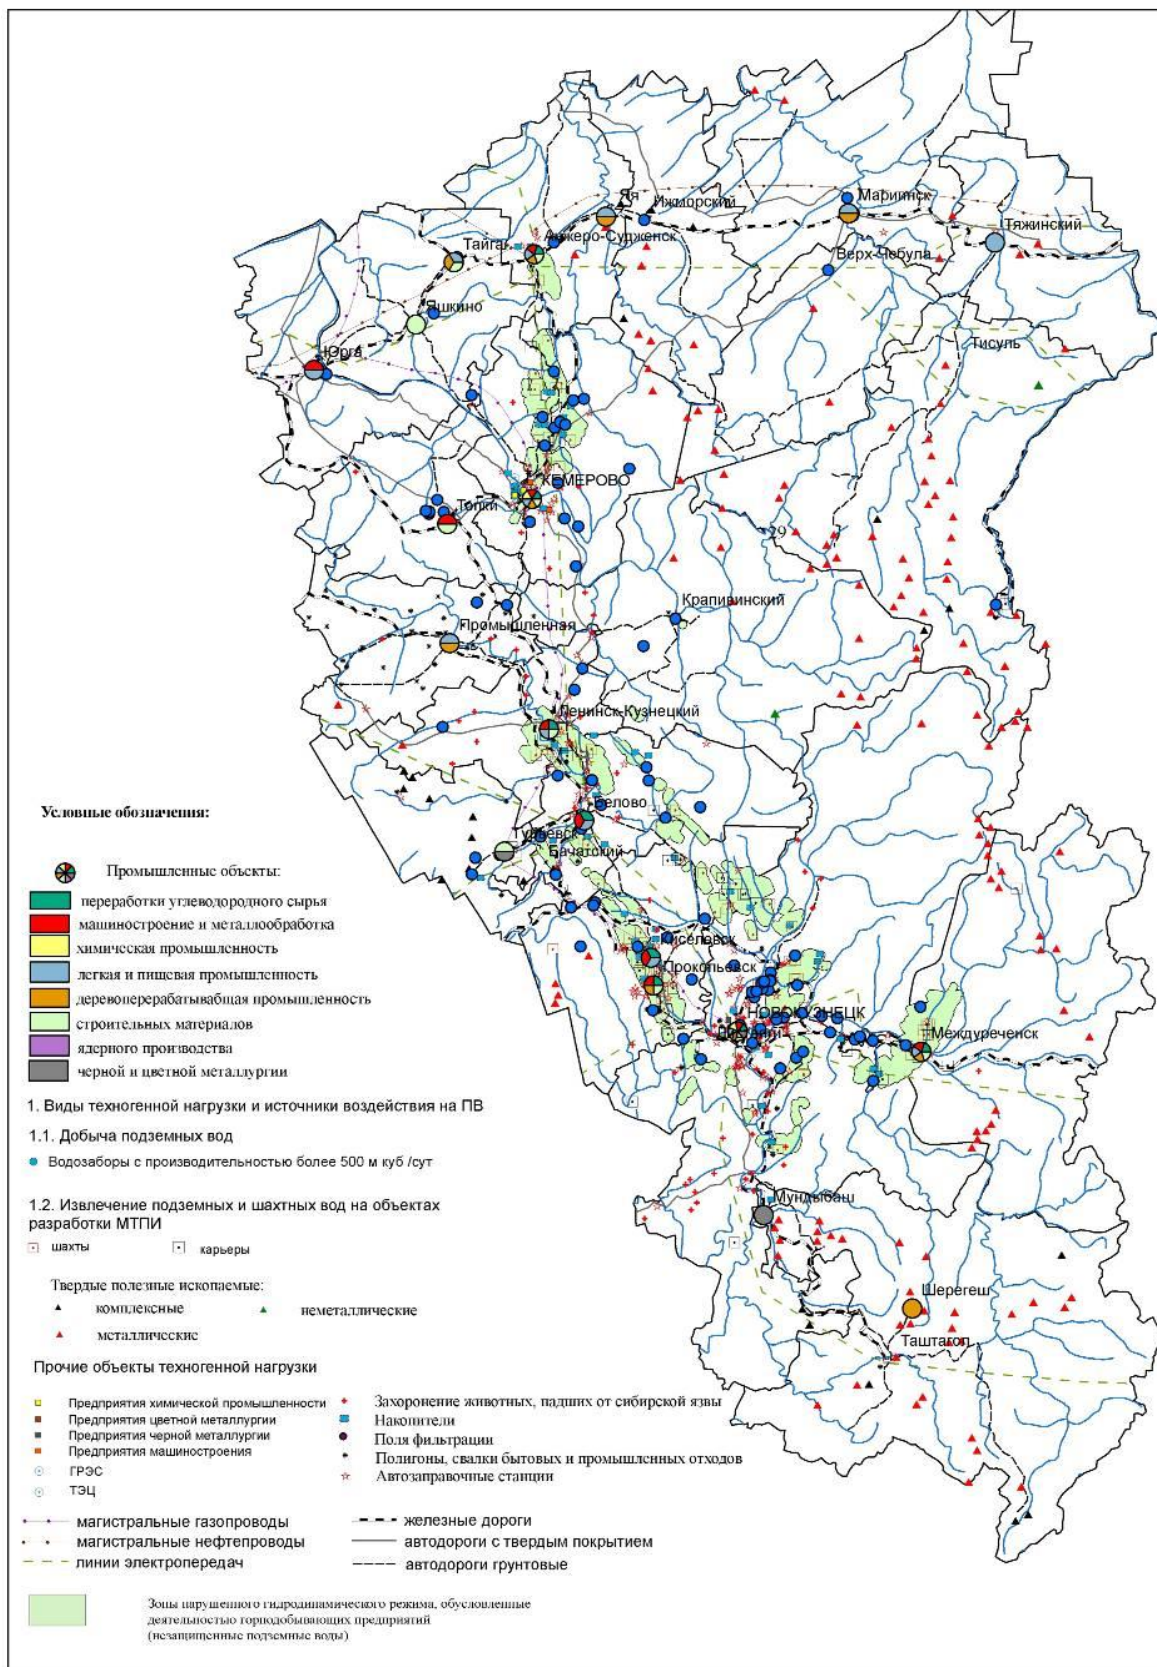 Мариинск
Яя
Ижморский
Тяжинский
Анжеро-Судженск
Тайга
Верх-Чебула
Яшкино
Тисуль
Юрга
КЕМЕРОВО
Топки
29
Крапивинский
Промышленная
Ленинск-Кузнецкий
Белово
Гурьевск
Бачатский
Киселевск
Прокопьевск
НОВОКУЗНЕЦК
Междуреченск
Мундыбаш
Шерегеш
Таштагол
Условные обозначения:
Промышленные объекты:
переработки углеводородного сырья
машиностроение и металлообработка
химическая промышленность
легкая и пищевая промышленность
деревоперерабатывабщая промышленность
строительных материалов
ядерного производства
черной и цветной металлургии
1. Виды техногенной нагрузки и источники воздействия на ПВ
1.1. Добыча подземных вод
Водозаборы с производительностью более 500 м куб /сут
1.2. Извлечение подземных и шахтных вод на объектах
разработки МТПИ
шахты
карьеры
Твердые полезные ископаемые:
комплексные
неметаллические
металлические
Прочие объекты техногенной нагрузки
Предприятия химической промышленности
Предприятия цветной металлургии
Предприятия черной металлургии
Предприятия машиностроения
ГРЭС
ТЭЦ
Захоронение животных, падших от сибирской язвы
Накопители
Поля фильтрации
Полигоны, свалки бытовых и промышленных отходов
Автозаправочные станции
магистральные газопроводы
магистральные нефтепроводы
линии электропередач
железные дороги
автодороги с твердым покрытием
автодороги грунтовые
Зоны нарушенного гидродинамического режима, обусловленные
деятельностью горнодобывающих предприятий
(незащищенные подземные воды)